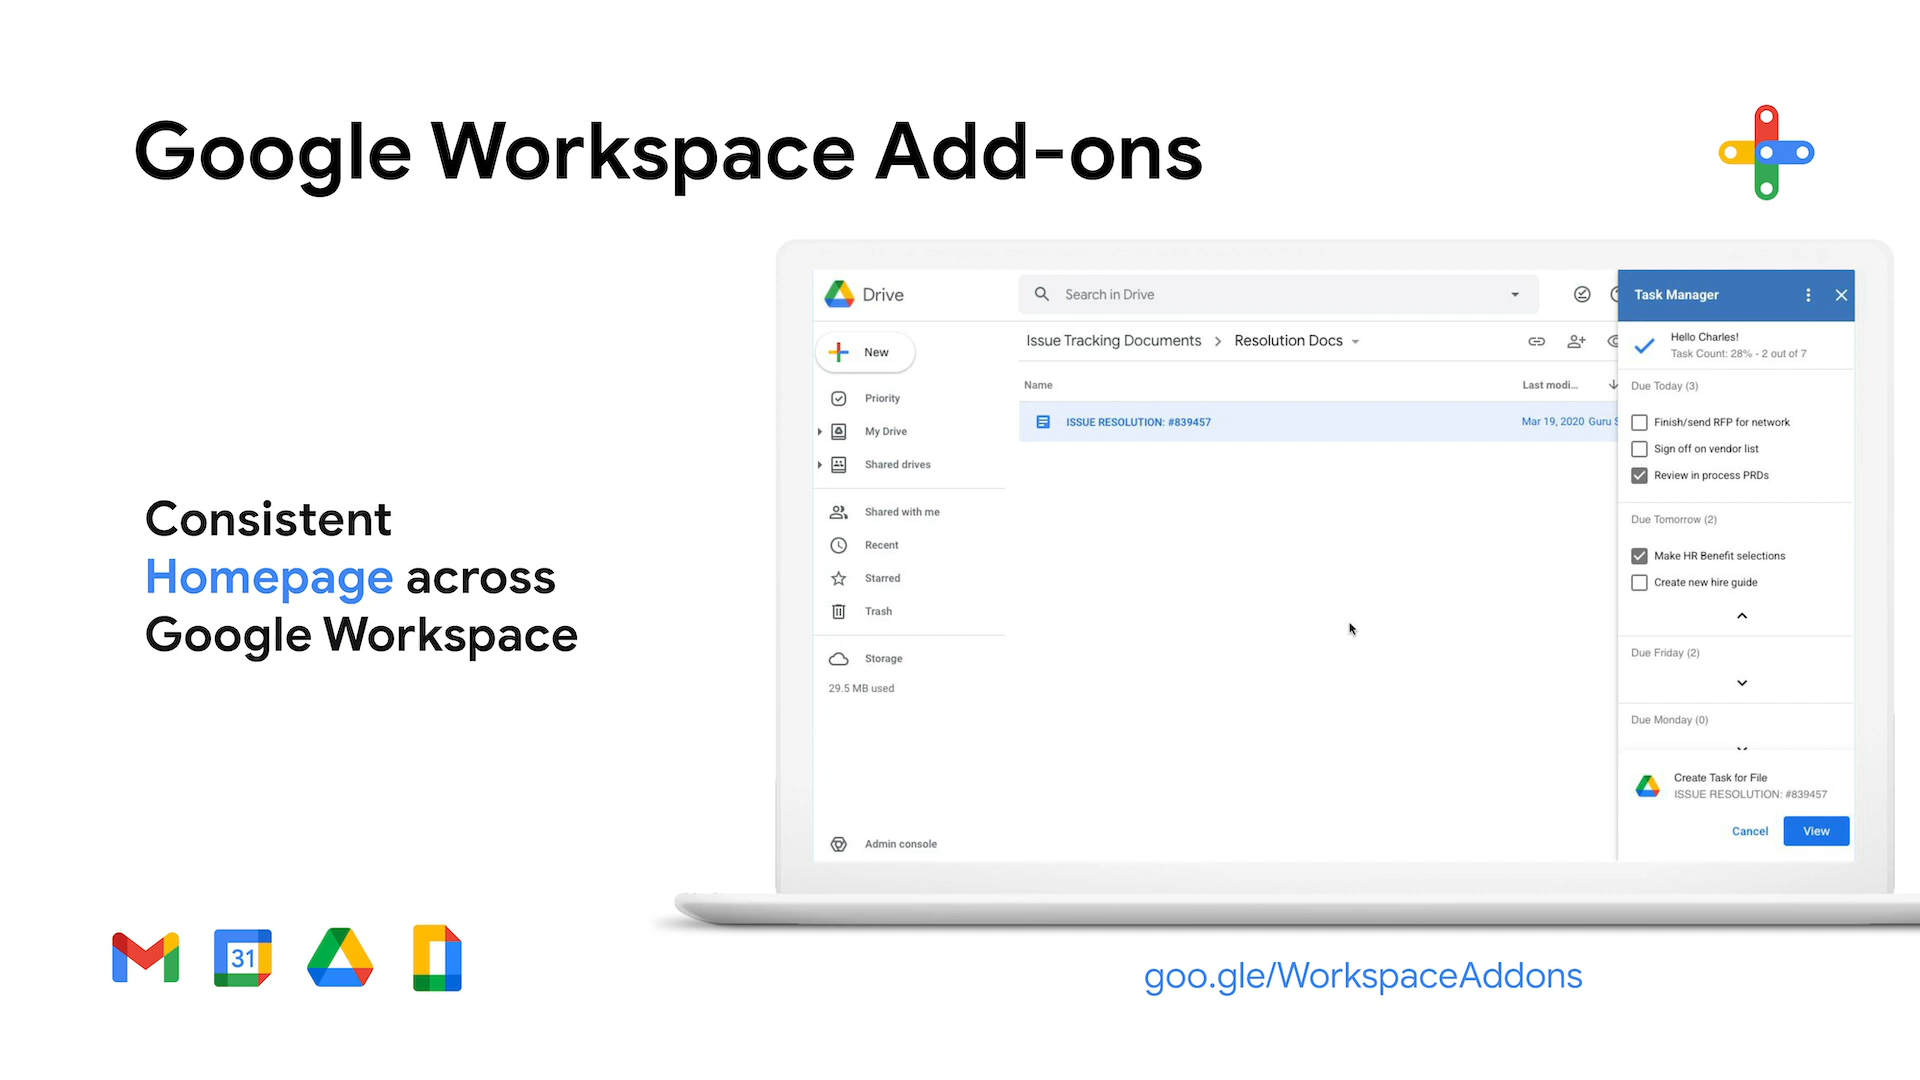 Google Workspace Add-ons
Consistent
Homepage across
Google Workspace
Drive
Search in Drive
New
Priority
My Drive
Shared drives
Shared with me
Recent
Starred
Trash
Storage
29.5 MB used
Admin console
Issue Tracking Documents > Resolution Docs
Name Last modi...
ISSUE RESOLUTION: #839457 Mar 19, 2020 Guru
Task Manager
Hello Charles!
Task Count: 28% - 2 out of 7
Due Today (3)
Finish/send RFP for network
Sign off on vendor list
Review in process PRDs
Due Tomorrow (2)
Make HR Benefit selections
Create new hire guide
Due Friday (2)
Due Monday (0)
Create Task for File
ISSUE RESOLUTION: #839457
Cancel View
31
goo.gle/WorkspaceAddons